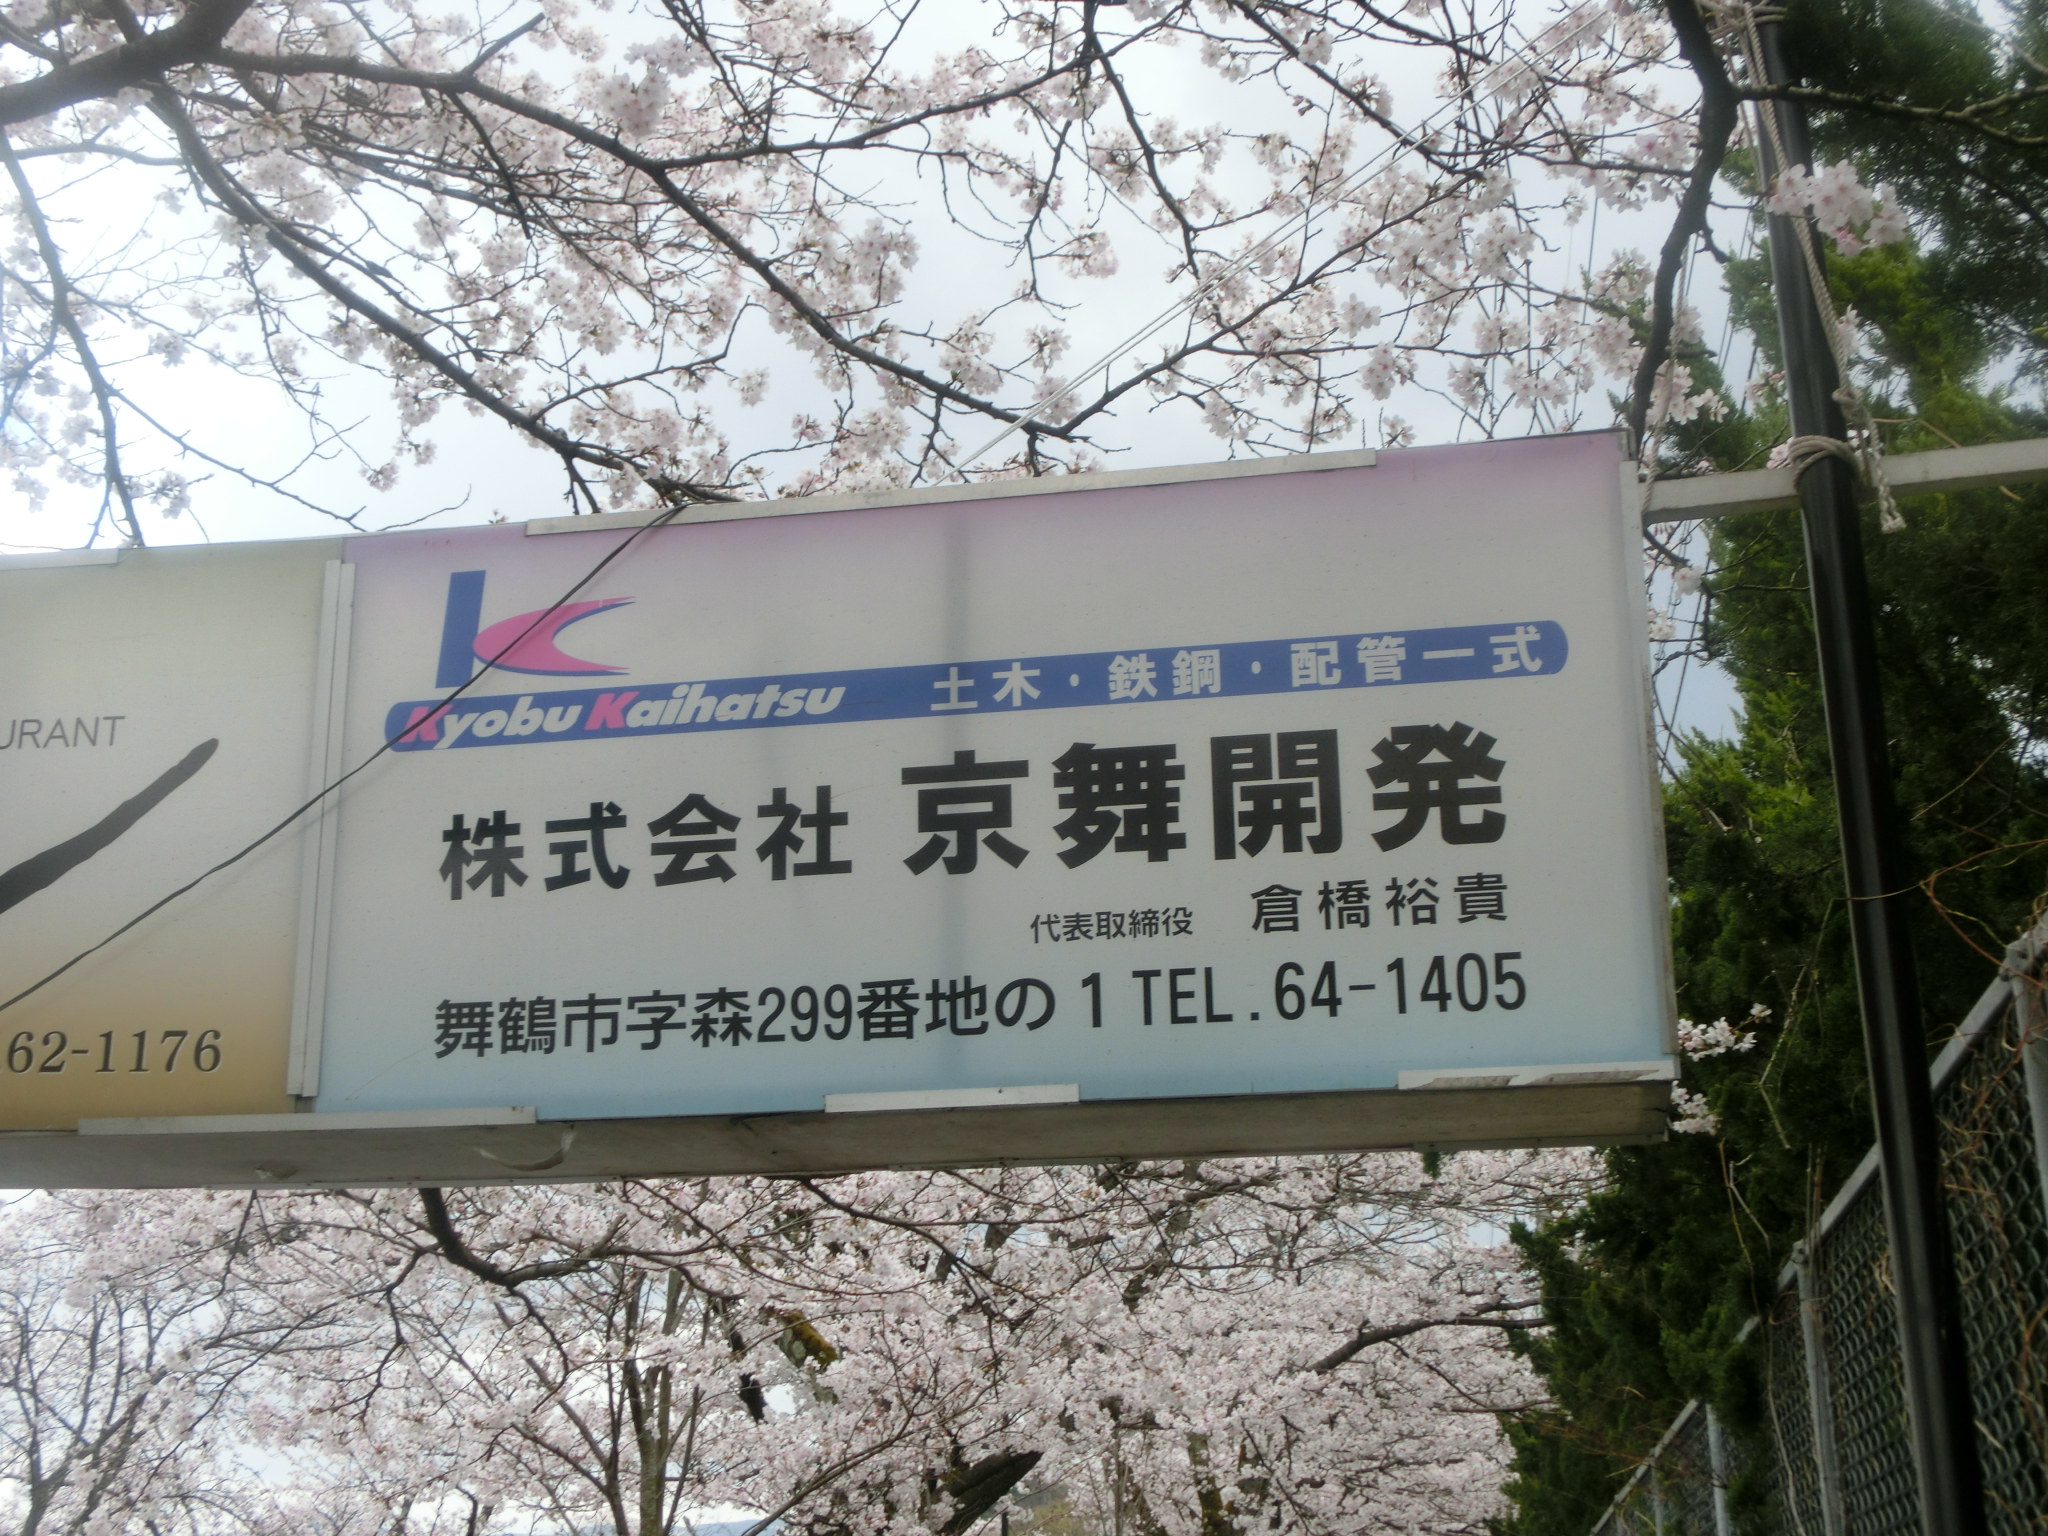 URANT
62-1176
Kyobu Kaihatsu 土木・鉄鋼・配管一式
株式会社 京舞開発
代表取締役 倉橋裕貴
舞鶴市字森299番地の1 TEL.64-1405